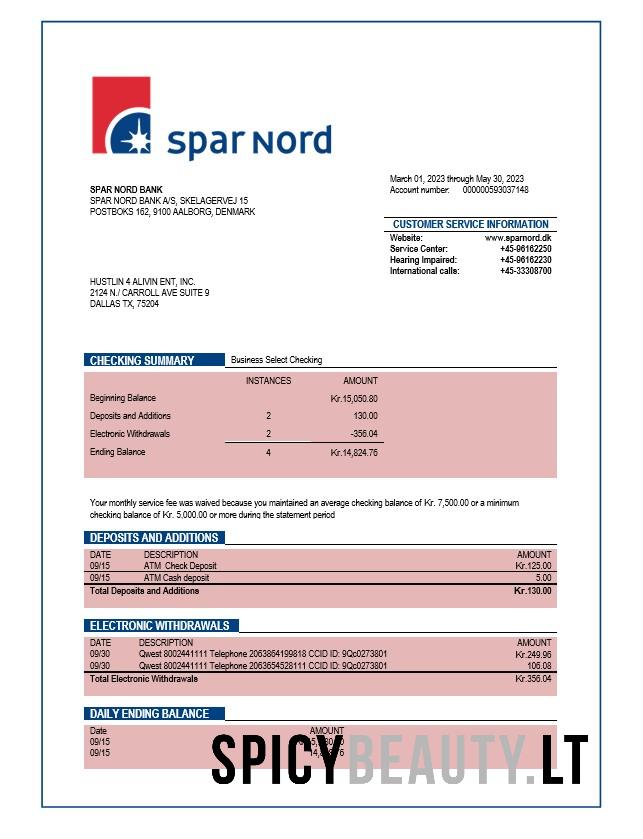 spar nord
March 01, 2023 through May 30, 2023
Account number: 000000593037148
SPAR NORD BANK
SPAR NORD BANK A/S, SKELAGERVEJ 15
POSTBOKS 162, 9100 AALBORG, DENMARK
CUSTOMER SERVICE INFORMATION
Website: www.sparnord.dk
Service Center: +45-96162250
Hearing Impaired: +45-96162230
International calls: +45-33308700
HUSTLIN 4 ALIVIN ENT, INC.
2124 N./ CARROLL AVE SUITE 9
DALLAS TX, 75204
CHECKING SUMMARY Business Select Checking
INSTANCES AMOUNT
Beginning Balance Kr.15,050.80
Deposits and Additions 2 130.00
Electronic Withdrawals 2 -356.04
Ending Balance 4 Kr.14,824.76
Your monthly service fee was waived because you maintained an average checking balance of Kr. 7,500.00 or a minimum
checking balance of Kr. 5,000.00 or more during the statement period
DEPOSITS AND ADDITIONS
DATE DESCRIPTION AMOUNT
09/15 ATM Check Deposit Kr.125.00
09/15 ATM Cash deposit 5.00
Total Deposits and Additions Kr.130.00
ELECTRONIC WITHDRAWALS
DATE DESCRIPTION AMOUNT
09/30 Qwest 8002441111 Telephone 2063864199818 CCID ID: 9Qc0273801 Kr.249.96
09/30 Qwest 8002441111 Telephone 2063654528111 CCID ID: 9Qc0273801 106.08
Total Electronic Withdrawals Kr.356.04
DAILY ENDING BALANCE
Date AMOUNT
09/15
09/15
SPICYBEAUTY.LT